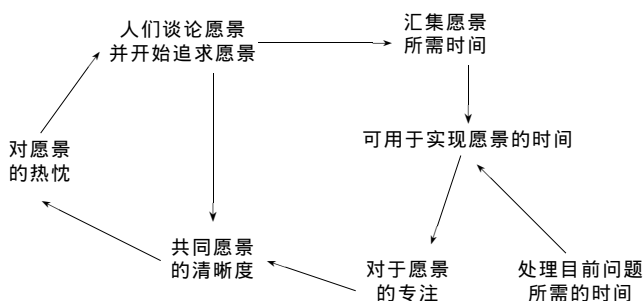 人们谈论愿景
并开始追求愿景
汇集愿景
所需时间
对愿景
的热忱
可用于实现愿景的时间
共同愿景
的清晰度
对于愿景
的专注
处理目前问题
所需的时间